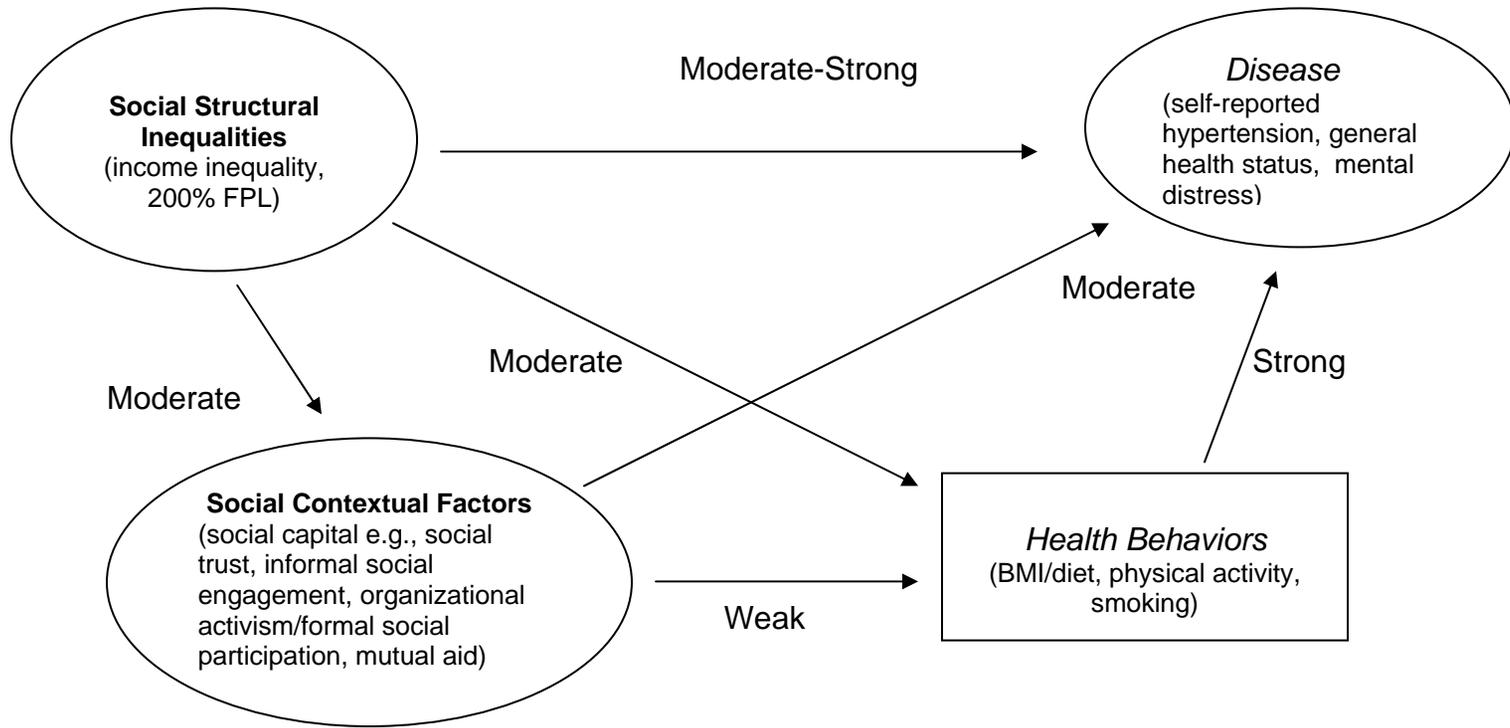 Social Structural
Inequalities
(income inequality,
200% FPL)
Moderate-Strong
Disease
(self-reported
hypertension, general
health status,  mental
distress)
Moderate
Moderate
Moderate
Strong
Social Contextual Factors
(social capital e.g., social
trust, informal social
engagement, organizational
activism/formal social
participation, mutual aid)
Weak
Health Behaviors
(BMI/diet, physical activity,
smoking)